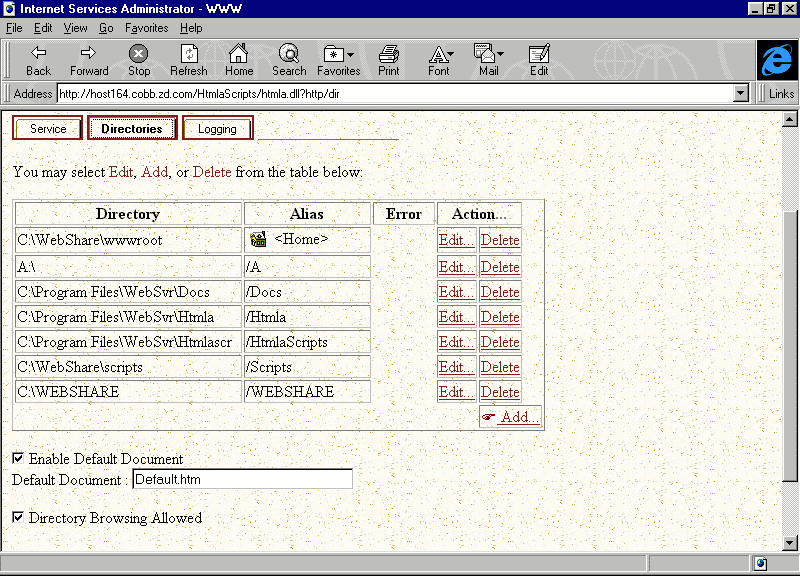 Internet Services Administrator - WWW
File Edit View Go Favorites Help
Back Forward Stop Refresh Home Search Favorites Print Font Mail Edit
Address http://host164.cobb.zd.com/HtmlaScripts/htmla.dll?http/dir Links
Service Directories Logging
You may select Edit, Add, or Delete from the table below:
Directory Alias Error Action...
C:\WebShare\wwwroot <Home> Edit... Delete
A:\ /A Edit... Delete
C:\Program Files\WebSvr\Docs /Docs Edit... Delete
C:\Program Files\WebSvr\Htmla /Htmla Edit... Delete
C:\Program Files\WebSvr\Htmlascr /HtmlaScripts Edit... Delete
C:\WebShare\scripts /Scripts Edit... Delete
C:\WEBSHARE /WEBSHARE Edit... Delete
Add...
Enable Default Document
Default Document : Default.htm
Directory Browsing Allowed